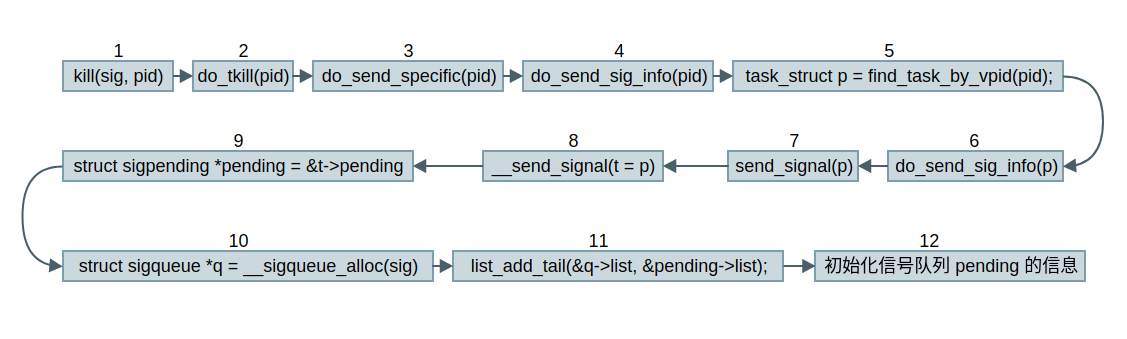 1 2 3 4 5
kill(sig, pid) do_tkill(pid) do_send_specific(pid) do_send_sig_info(pid) task_struct p = find_task_by_vpid(pid);
9 8 7 6
struct sigpending *pending = &t->pending __send_signal(t = p) send_signal(p) do_send_sig_info(p)
10 11 12
struct sigqueue *q = __sigqueue_alloc(sig) list_add_tail(&q->list, &pending->list); 初始化信号队列 pending 的信息